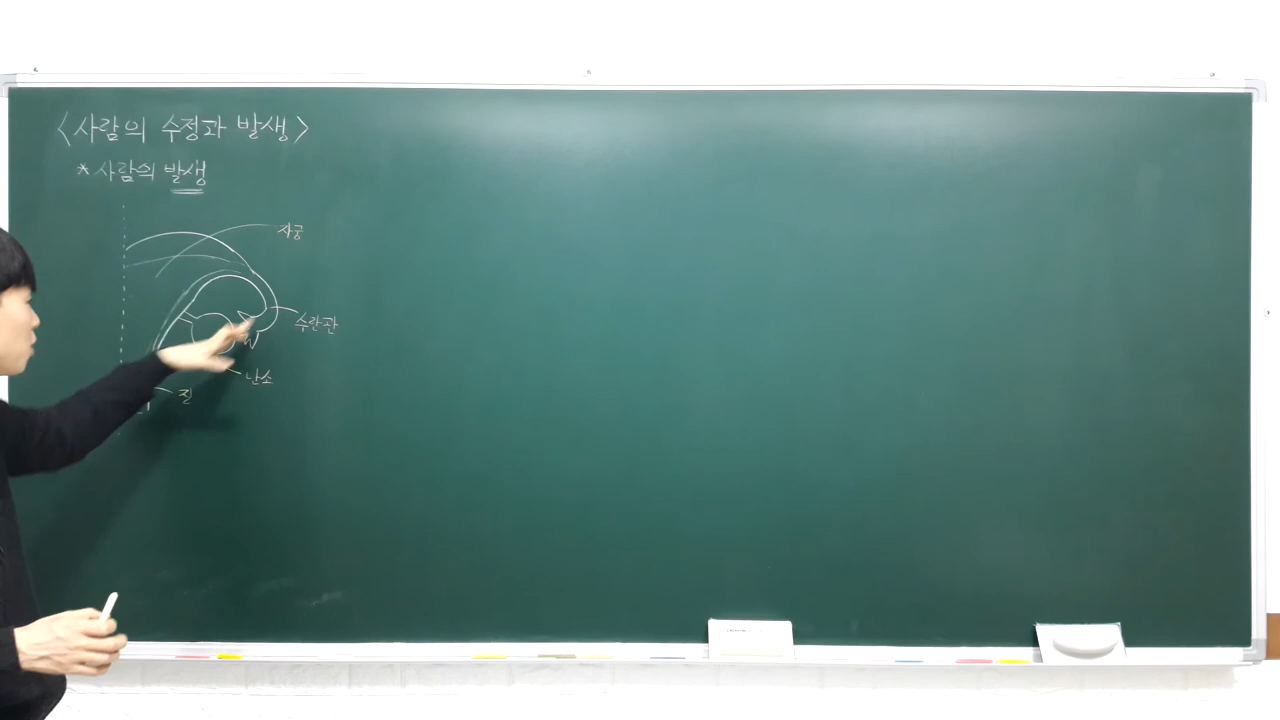 <사람의 수정과 발생>
*사람의 발생
자궁
수란관
난소
질